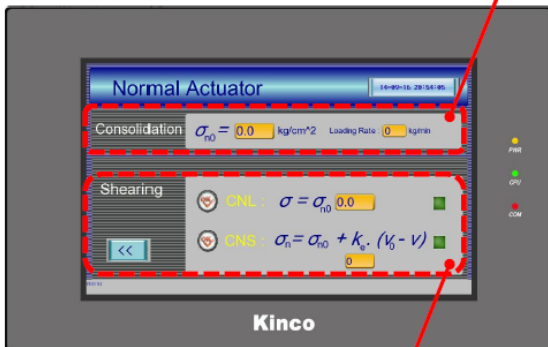 Normal Actuator
14-09-16 20:54:05
Consolidation σn0 = 0.0 kg/cm^2 Loading Rate : 0 kg/min
PWR
Shearing
CPU
CNL : σ = σn0 0.0
COM
<< CNS : σn = σn0 + ke. (v0 - v)
0
Kinco